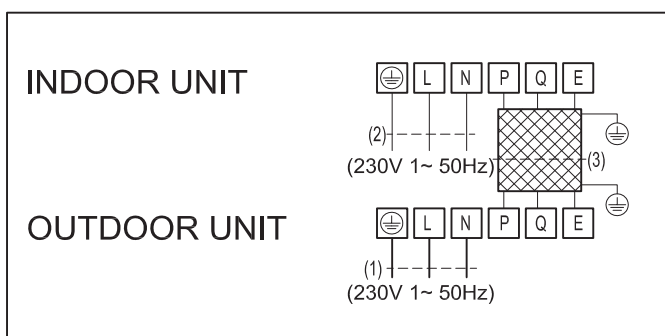 INDOOR UNIT
L N P Q E
(2)
(230V 1~ 50Hz)
(3)
OUTDOOR UNIT
L N P Q E
(1)
(230V 1~ 50Hz)